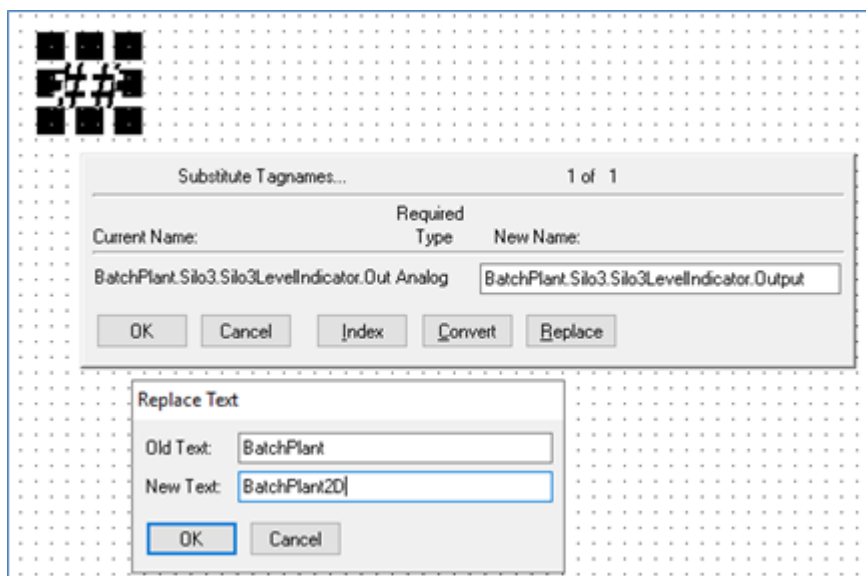 ##
Substitute Tagnames... 1 of 1
Required
Current Name: Type New Name:
BatchPlant.Silo3.Silo3LevelIndicator.Out Analog BatchPlant.Silo3.Silo3LevelIndicator.Output
OK Cancel Index Convert Replace
Replace Text
Old Text: BatchPlant
New Text: BatchPlant2D
OK Cancel